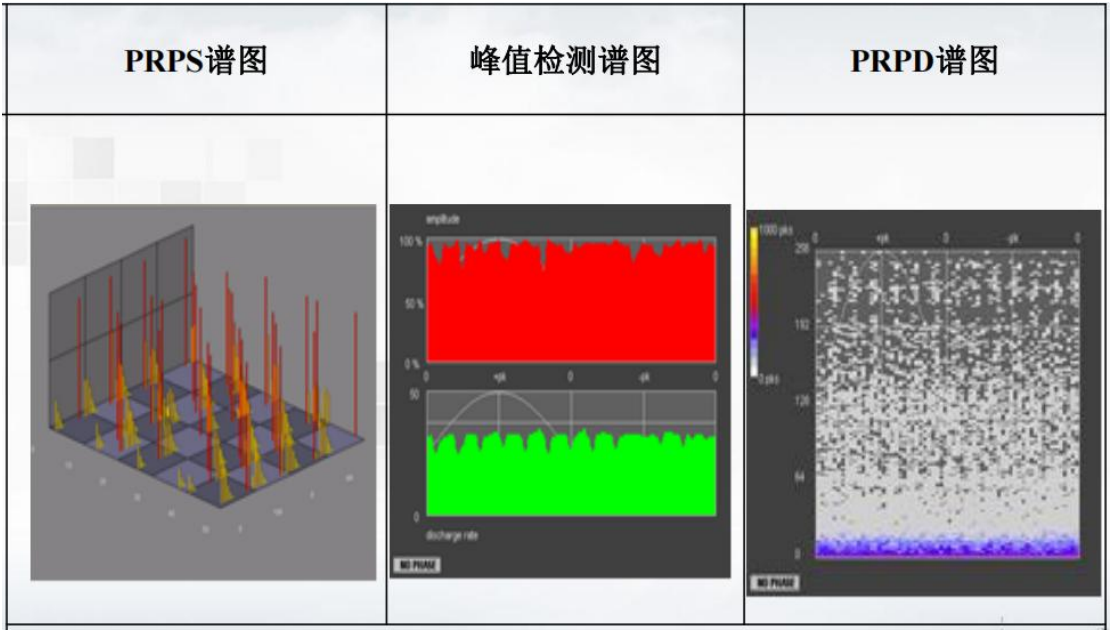 PRPS谱图
峰值检测谱图
PRPD谱图
amplitude
100 %
50 %
0 %
0 +pk 0 -pk 0
50
0
discharge rate
NO PHASE
1000 pks
0 pks
0 +pk 0 -pk 0
256
192
128
64
0
NO PHASE